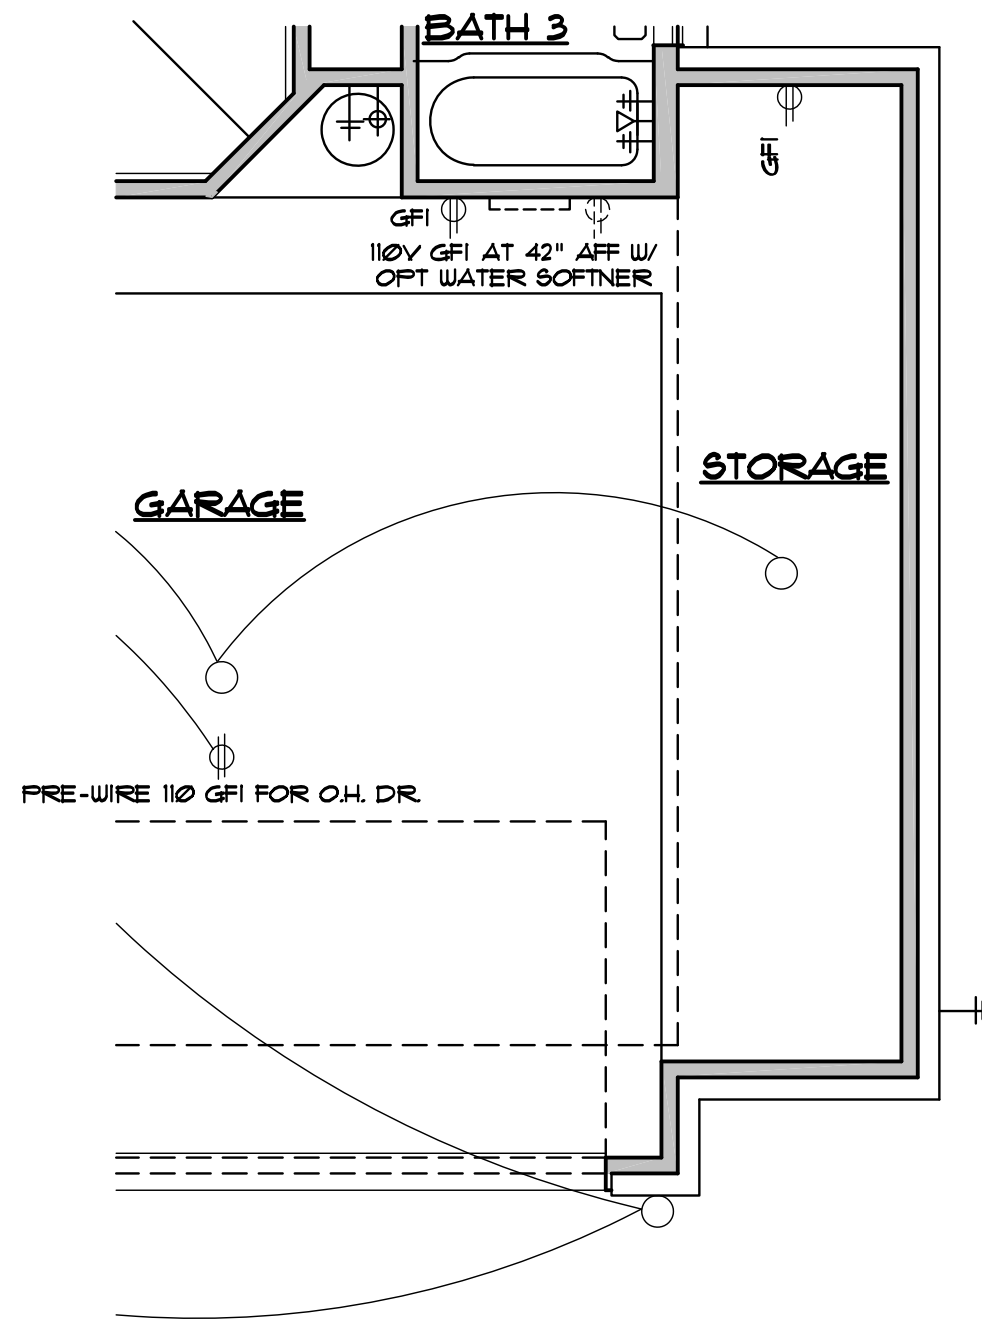 BATH 3
GFI
GFI
110V GFI AT 42" AFF W/
OPT WATER SOFTNER
STORAGE
GARAGE
PRE-WIRE 110 GFI FOR O.H. DR.